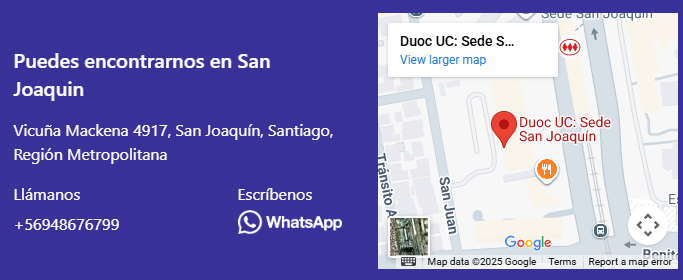 Puedes encontrarnos en San
Joaquin
Vicuña Mackena 4917, San Joaquín, Santiago,
Región Metropolitana
Llámanos
+56948676799
Escríbenos
WhatsApp
Sede San Joaquín
Duoc UC: Sede S...
View larger map
Duoc UC: Sede
San Joaquín
Tránsito A
San Juan
Benito
Google
Map data ©2025 Google
Terms
Report a map error